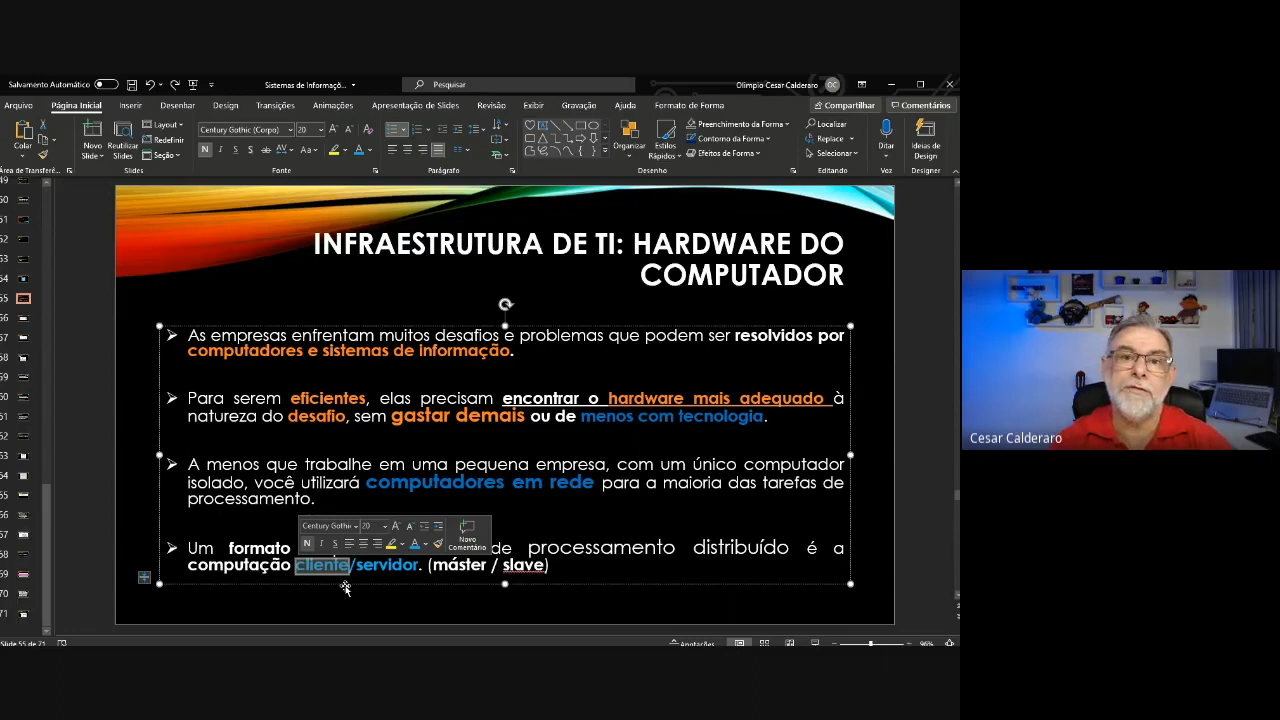 Salvamento Automático
Sistemas de Informaçõ...
Pesquisar
Olimpio Cesar Calderaro
OC
Arquivo
Página Inicial
Inserir
Desenhar
Design
Transições
Animações
Apresentação de Slides
Revisão
Exibir
Gravação
Ajuda
Formato de Forma
Compartilhar
Comentários
Colar
Novo Slide
Reutilizar Slides
Layout
Redefinir
Seção
Century Gothic (Corpo)
20
Organizar
Estilos Rápidos
Preenchimento da Forma
Contorno da Forma
Efeitos de Forma
Localizar
Replace
Selecionar
Ditar
Ideias de Design
Área de Transferê...
Slides
Fonte
Parágrafo
Desenho
Editando
Voz
Designer
INFRAESTRUTURA DE TI: HARDWARE DO
COMPUTADOR
➢ As empresas enfrentam muitos desafios e problemas que podem ser resolvidos por
computadores e sistemas de informação.
➢ Para serem eficientes, elas precisam encontrar o hardware mais adequado à
natureza do desafio, sem gastar demais ou de menos com tecnologia.
➢ A menos que trabalhe em uma pequena empresa, com um único computador
isolado, você utilizará computadores em rede para a maioria das tarefas de
processamento.
Century Gothi
20
Novo
Comentário
➢ Um formato de processamento distribuído é a
computação cliente/servidor. (máster / slave)
Cesar Calderaro
Slide 55 de 71
Anotações
96%